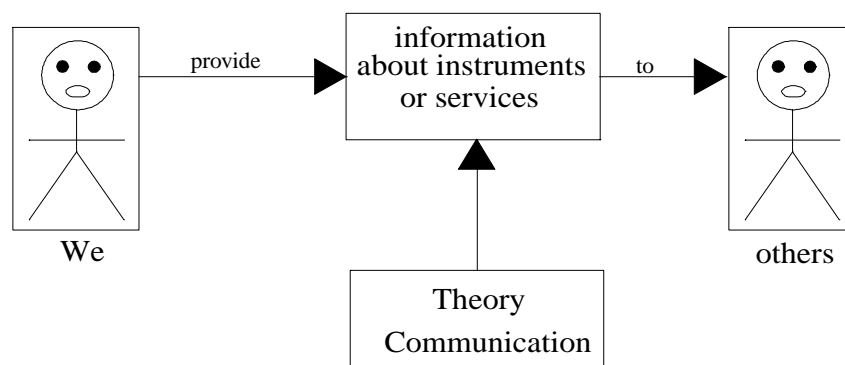 We
provide
information
about instruments
or services
to
others
Theory
Communication